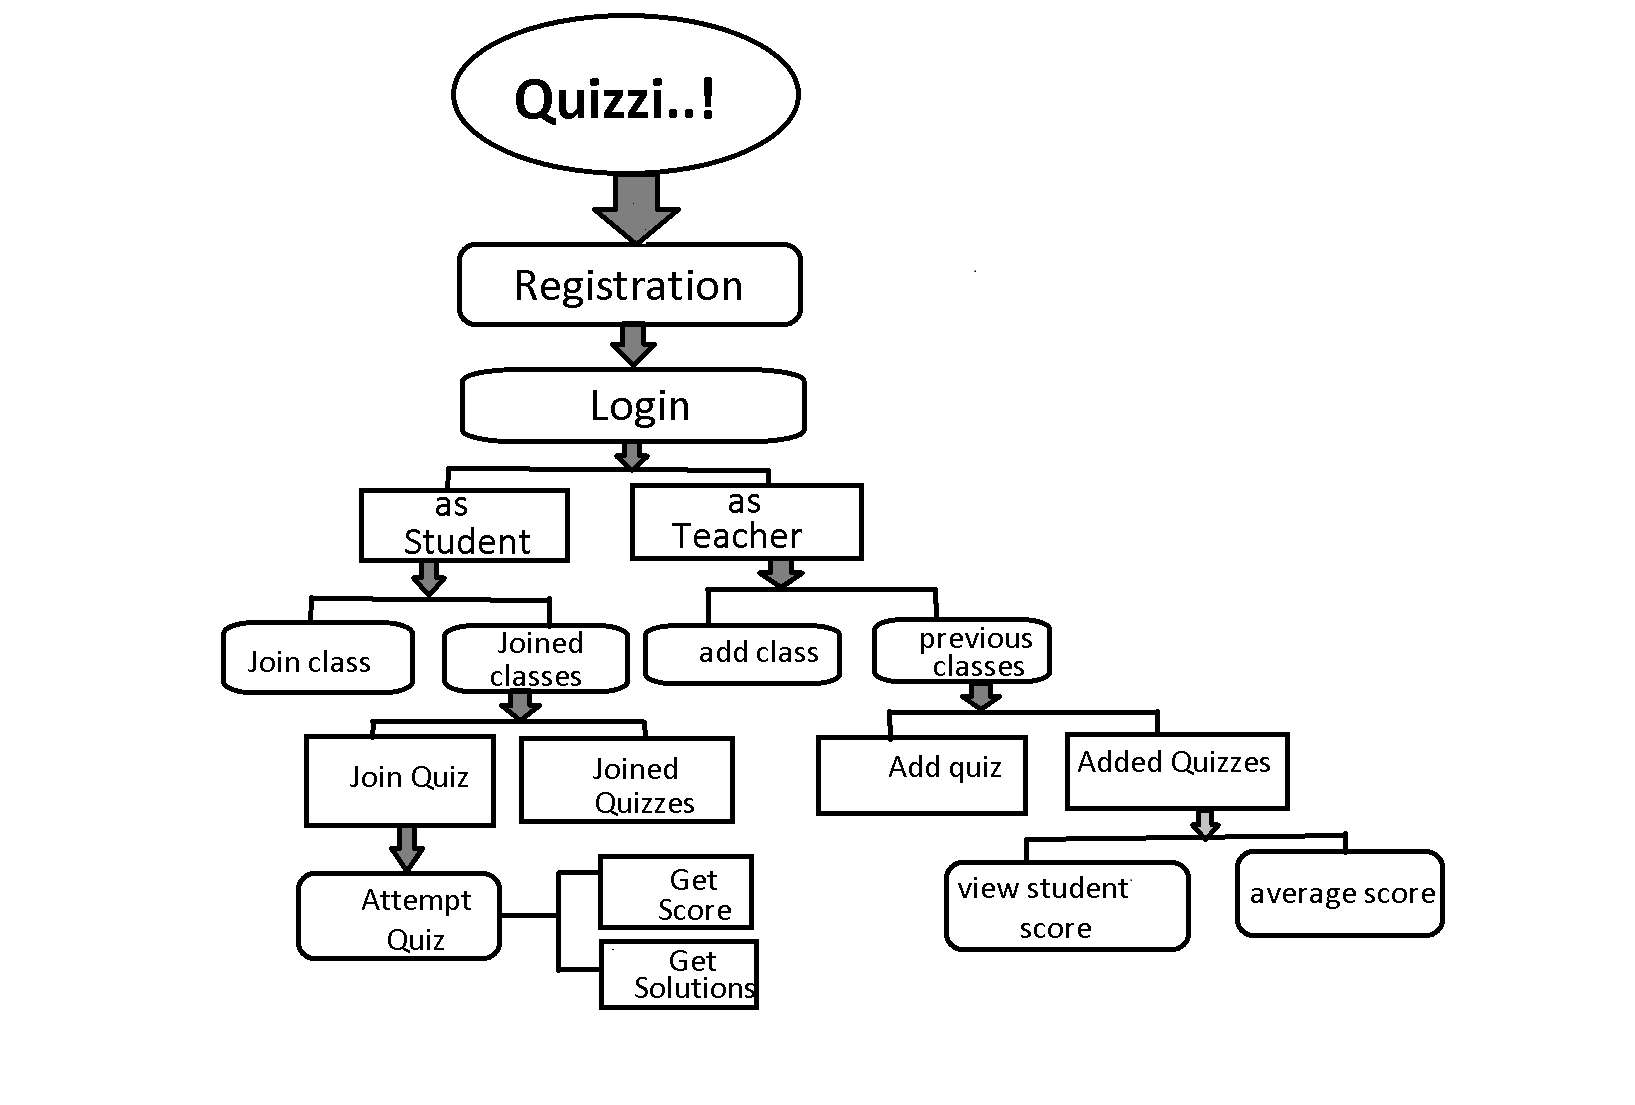 Quizzi..!
Registration
Login
as
Student
as
Teacher
Join class
Joined
classes
add class
previous
classes
Join Quiz
Joined
Quizzes
Add quiz
Added Quizzes
Attempt
Quiz
Get
Score
Get
Solutions
view student
score
average score